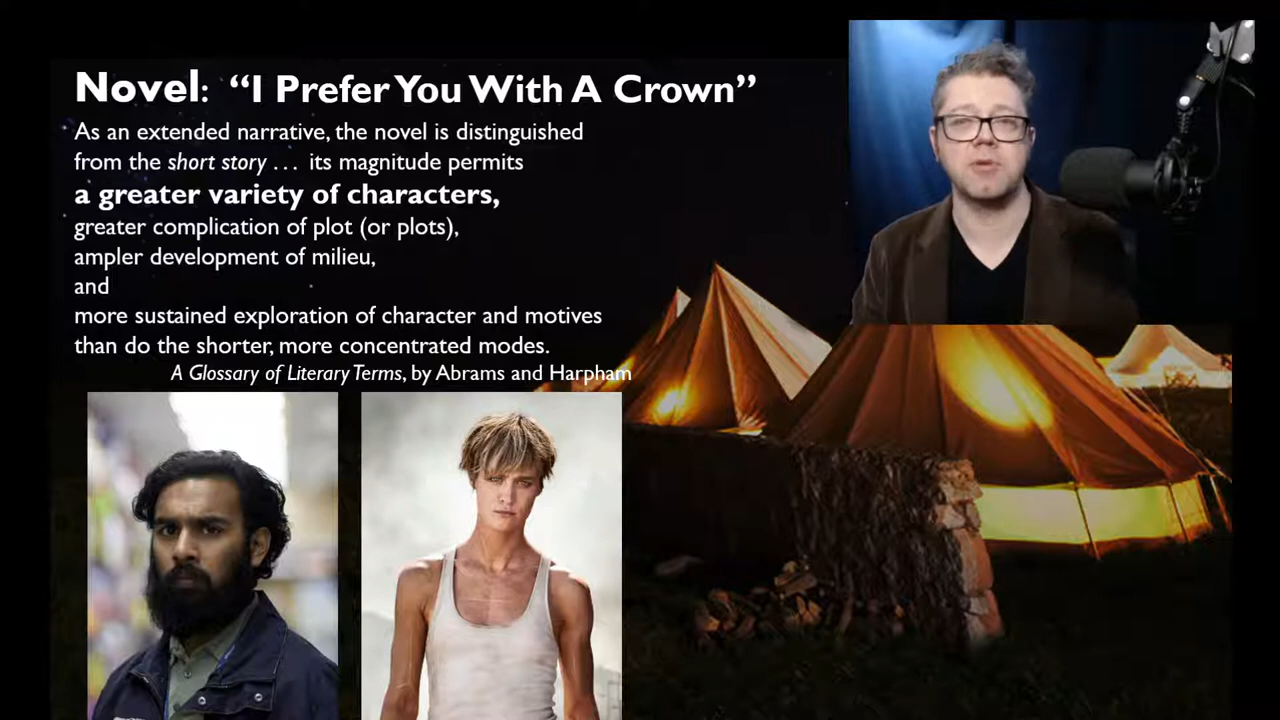 Novel: “I Prefer You With A Crown”
As an extended narrative, the novel is distinguished
from the short story . . . its magnitude permits
a greater variety of characters,
greater complication of plot (or plots),
ampler development of milieu,
and
more sustained exploration of character and motives
than do the shorter, more concentrated modes.
A Glossary of Literary Terms, by Abrams and Harpham